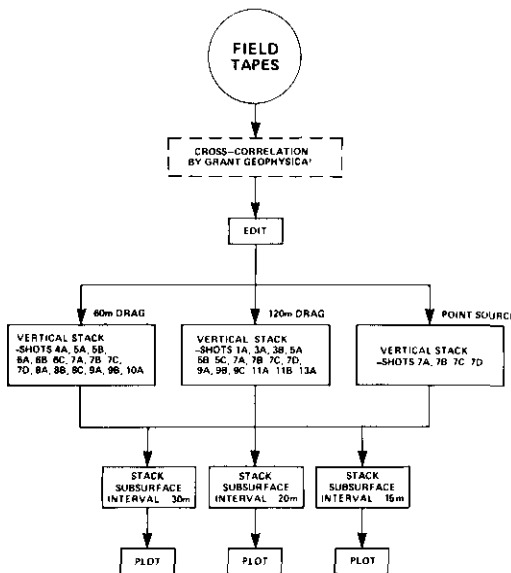 FIELD
TAPES
CROSS-CORRELATION
BY GRANT GEOPHYSICAL
EDIT
60m DRAG
120m DRAG
POINT SOURCE
VERTICAL STACK
-SHOTS 4A, 5A, 5B,
6A, 6B 6C, 7A, 7B 7C,
7D, 8A, 8B, 8C, 9A, 9B, 10A
VERTICAL STACK
-SHOTS 1A, 3A, 3B, 5A
5B 5C, 7A, 7B 7C, 7D,
9A, 9B, 9C 11A 11B 13A
VERTICAL STACK
-SHOTS 7A, 7B 7C 7D
STACK
SUBSURFACE
INTERVAL 30m
STACK
SUBSURFACE
INTERVAL 20m
STACK
SUBSURFACE
INTERVAL 15m
PLOT
PLOT
PLOT